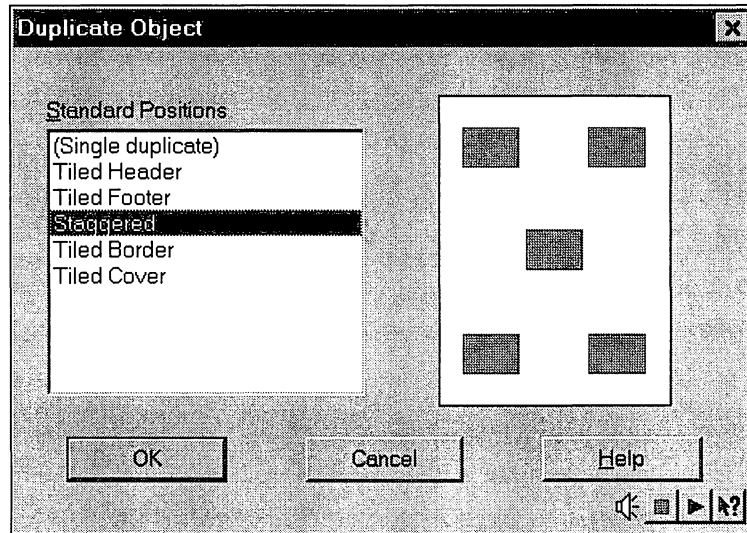 Duplicate Object
Standard Positions
(Single duplicate)
Tiled Header
Tiled Footer
Staggered
Tiled Border
Tiled Cover
OK Cancel Help
?